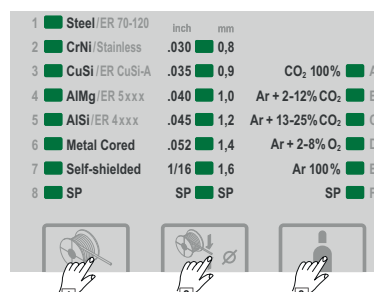 inch mm
1 Steel/ER 70-120
2 CrNi/Stainless .030 0,8
3 CuSi/ER CuSi-A .035 0,9 CO₂ 100% A
4 AlMg/ER 5xxx .040 1,0 Ar + 2-12% CO₂ B
5 AlSi/ER 4xxx .045 1,2 Ar + 13-25% CO₂ C
6 Metal Cored .052 1,4 Ar + 2-8% O₂ D
7 Self-shielded 1/16 1,6 Ar 100% E
8 SP SP SP SP F
Ø